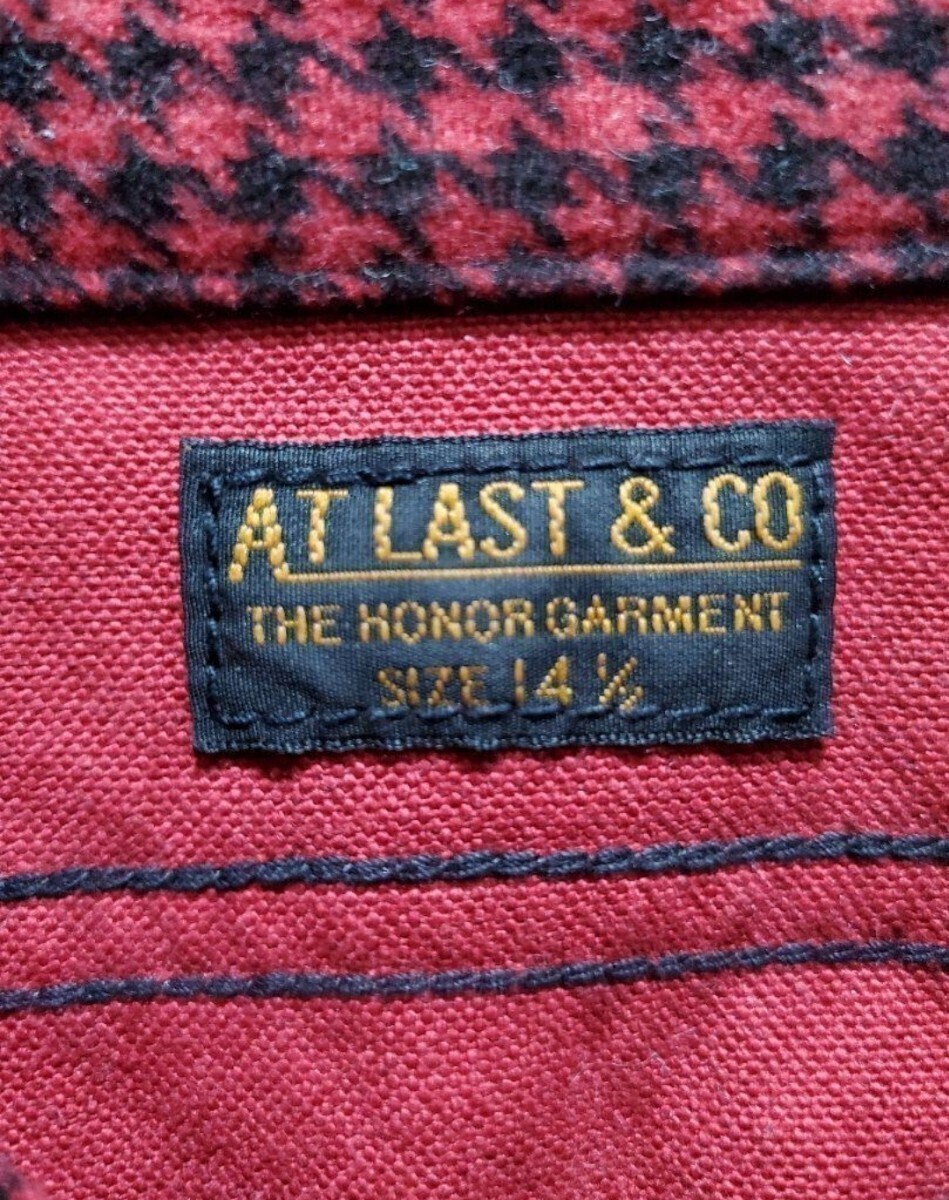 AT LAST & CO
THE HONOR GARMENT
SIZE 14 1/2